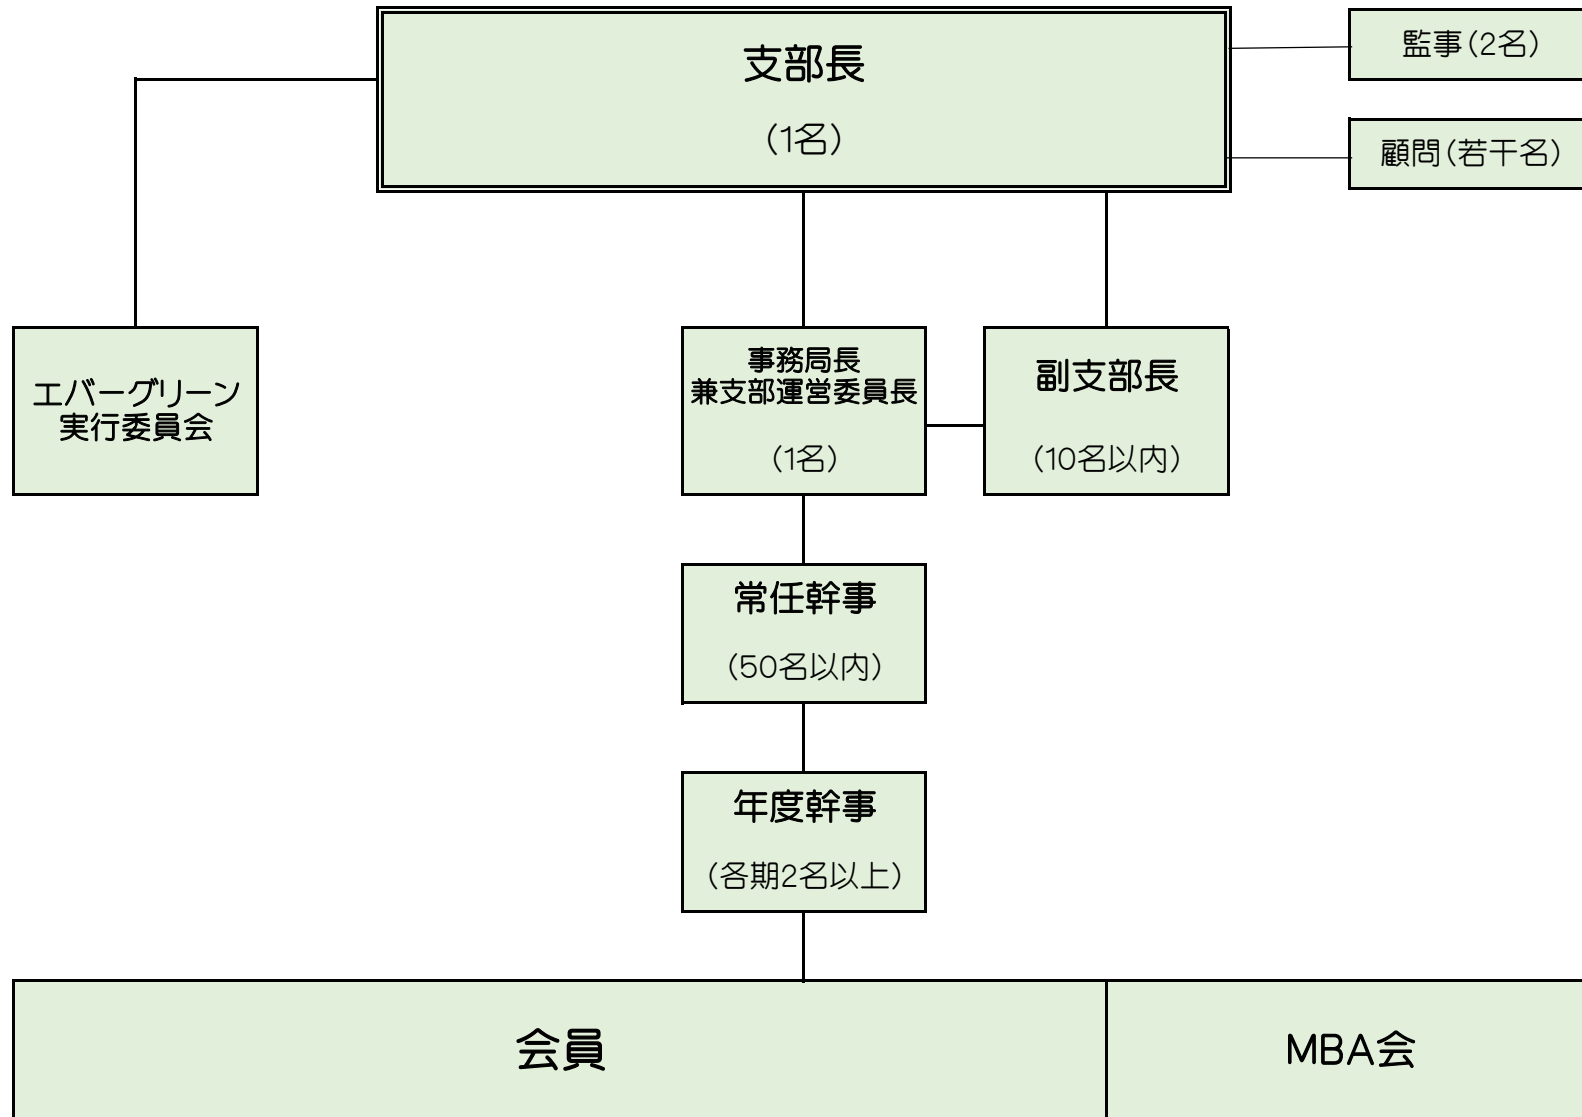 支部長
(1名)
監事(2名)
顧問(若干名)
エバーグリーン
実行委員会
事務局長
兼支部運営委員長
(1名)
副支部長
(10名以内)
常任幹事
(50名以内)
年度幹事
(各期2名以上)
会員
MBA会